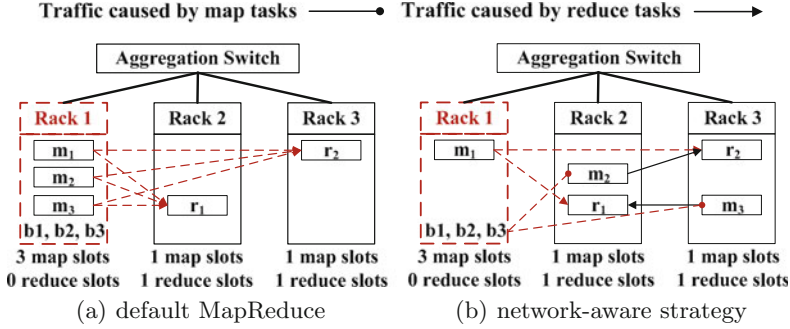 Traffic caused by map tasks
Traffic caused by reduce tasks
Aggregation Switch
Rack 1
Rack 2
Rack 3
m1
r2
m2
m3
r1
b1, b2, b3
3 map slots
1 map slots
1 map slots
0 reduce slots
1 reduce slots
1 reduce slots
(a) default MapReduce
Aggregation Switch
Rack 1
Rack 2
Rack 3
m1
r2
m2
r1
m3
b1, b2, b3
3 map slots
1 map slots
1 map slots
0 reduce slots
1 reduce slots
1 reduce slots
(b) network-aware strategy